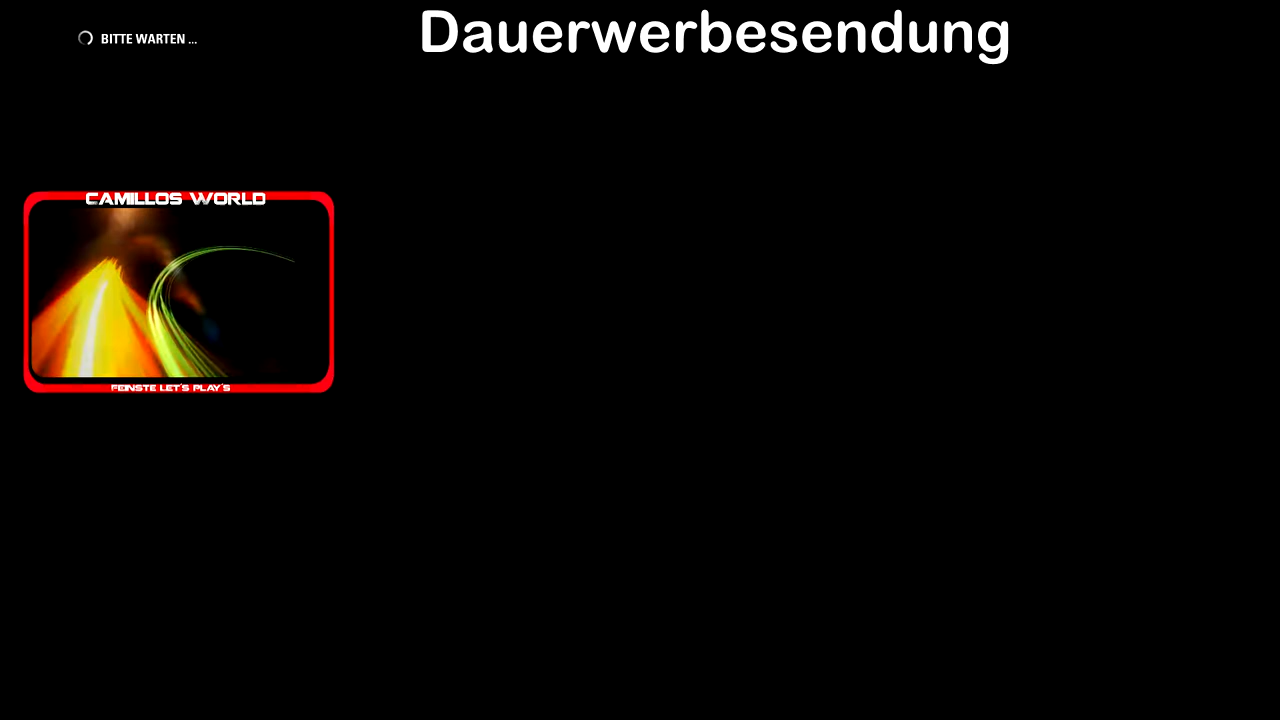 Dauerwerbesendung
BITTE WARTEN ...
CAMILLOS WORLD
FEINSTE LET'S PLAY'S